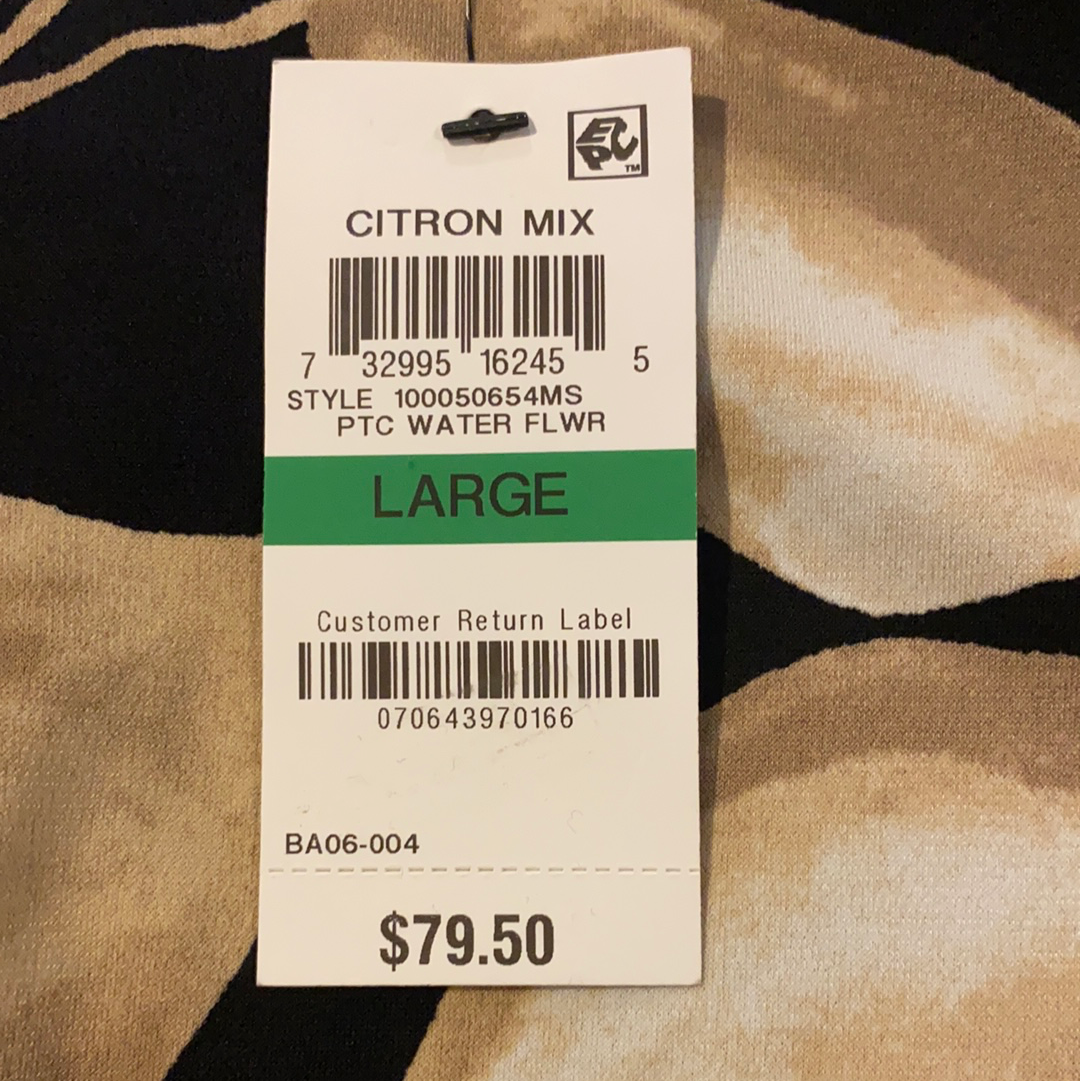 EPC
TM
CITRON MIX
7 32995 16245 5
STYLE 100050654MS
PTC WATER FLWR
LARGE
Customer Return Label
070643970166
BA06-004
$79.50